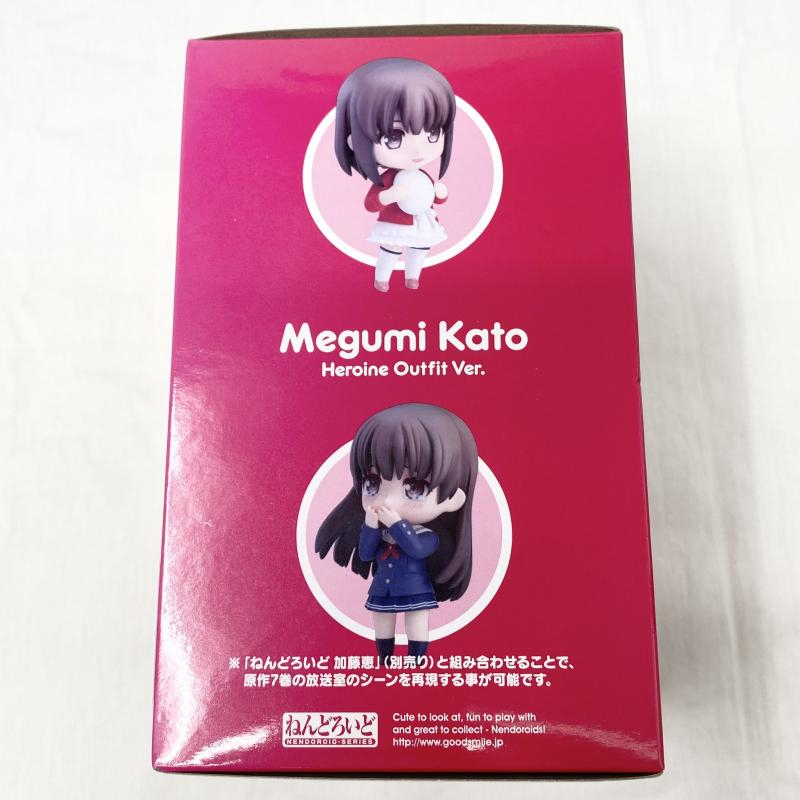 Megumi Kato
Heroine Outfit Ver.
※「ねんどろいど 加藤恵」（別売り）と組み合わせることで、
原作7巻の放送室のシーンを再現する事が可能です。
ねんどろいど
NENDOROID-SERIES
Cute to look at, fun to play with
and great to collect - Nendoroids!
http://www.goodsmile.jp